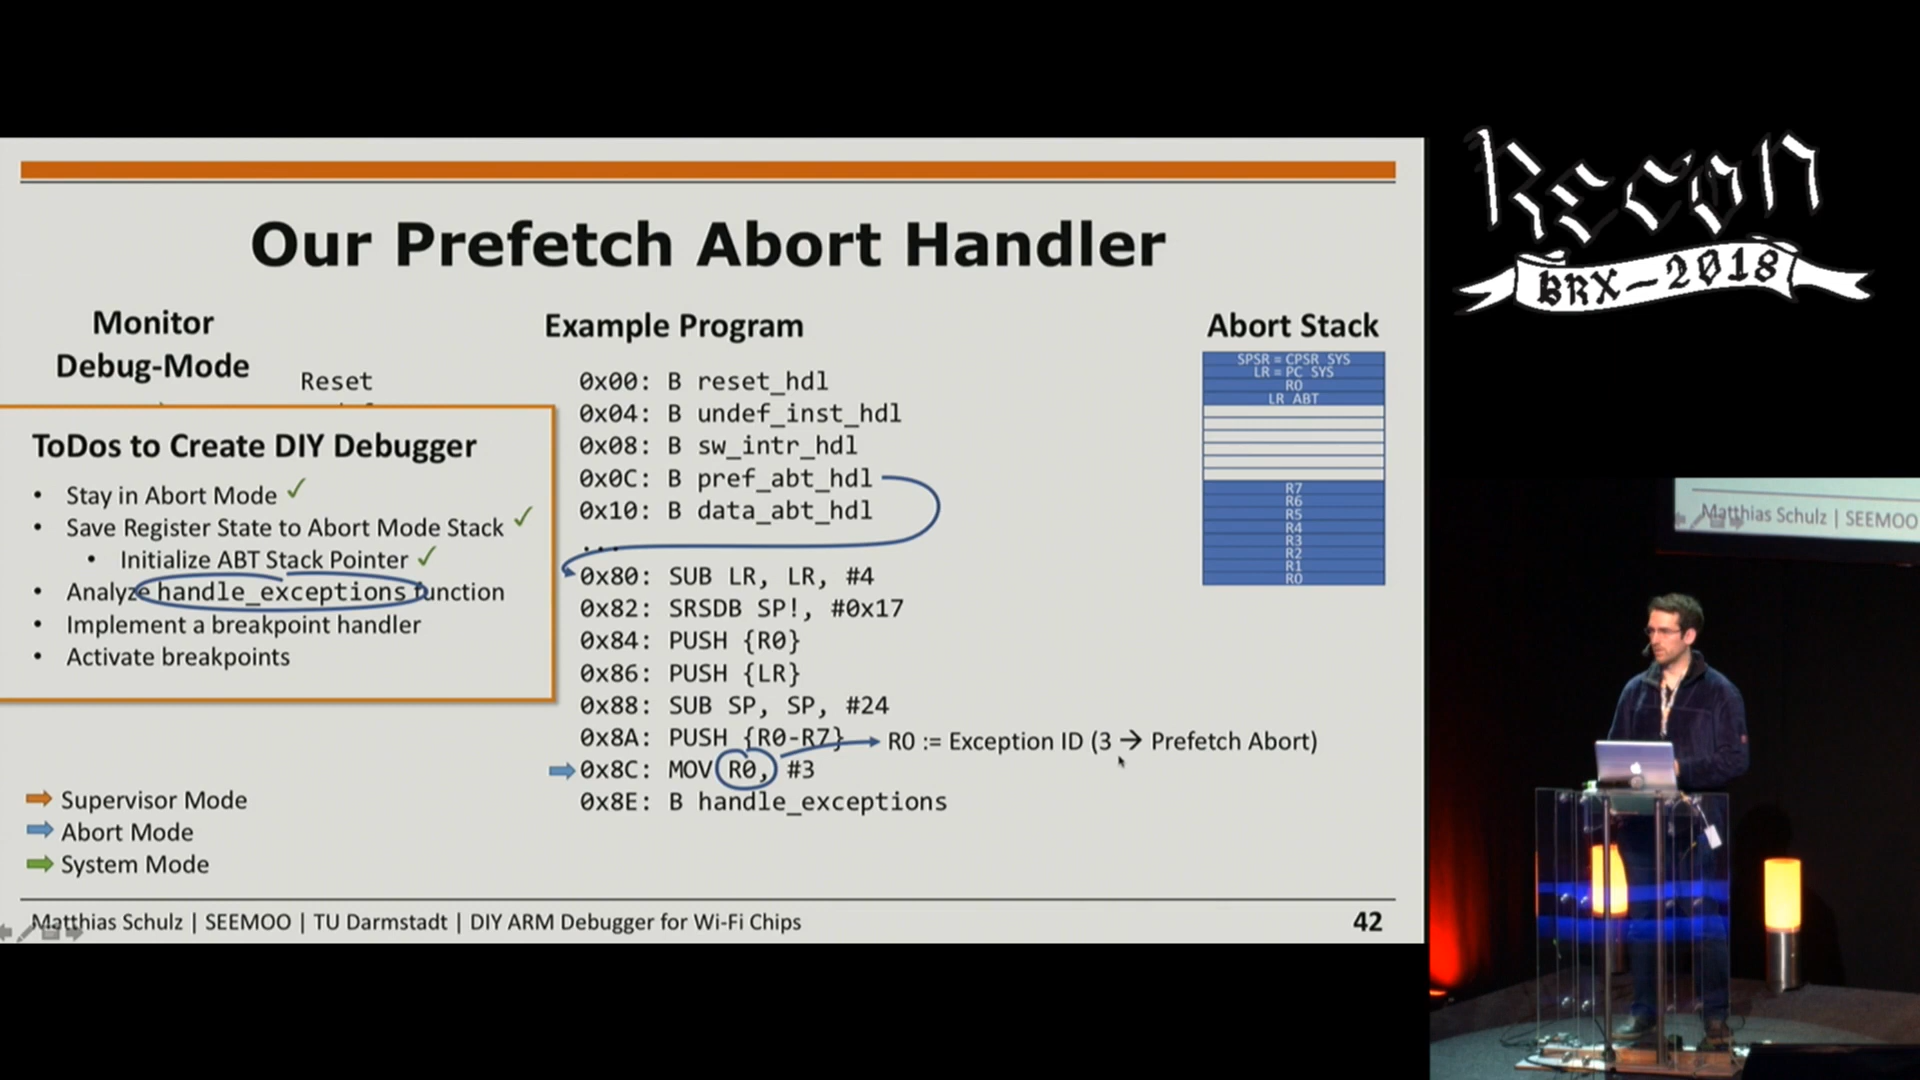 Our Prefetch Abort Handler
Monitor
Debug-Mode
Reset
ToDos to Create DIY Debugger
• Stay in Abort Mode ✓
• Save Register State to Abort Mode Stack ✓
• Initialize ABT Stack Pointer ✓
• Analyze handle_exceptions function
• Implement a breakpoint handler
• Activate breakpoints
Supervisor Mode
Abort Mode
System Mode
Example Program
0x00: B reset_hdl
0x04: B undef_inst_hdl
0x08: B sw_intr_hdl
0x0C: B pref_abt_hdl
0x10: B data_abt_hdl
...
0x80: SUB LR, LR, #4
0x82: SRSDB SP!, #0x17
0x84: PUSH {R0}
0x86: PUSH {LR}
0x88: SUB SP, SP, #24
0x8A: PUSH {R0-R7}
0x8C: MOV R0, #3
0x8E: B handle_exceptions
R0 := Exception ID (3 → Prefetch Abort)
Abort Stack
SPSR = CPSR_SYS
LR = PC_SYS
R0
LR_ABT
R7
R6
R5
R4
R3
R2
R1
R0
Matthias Schulz | SEEMOO | TU Darmstadt | DIY ARM Debugger for Wi-Fi Chips
42
Recon
BRX-2018
Matthias Schulz | SEEMOO